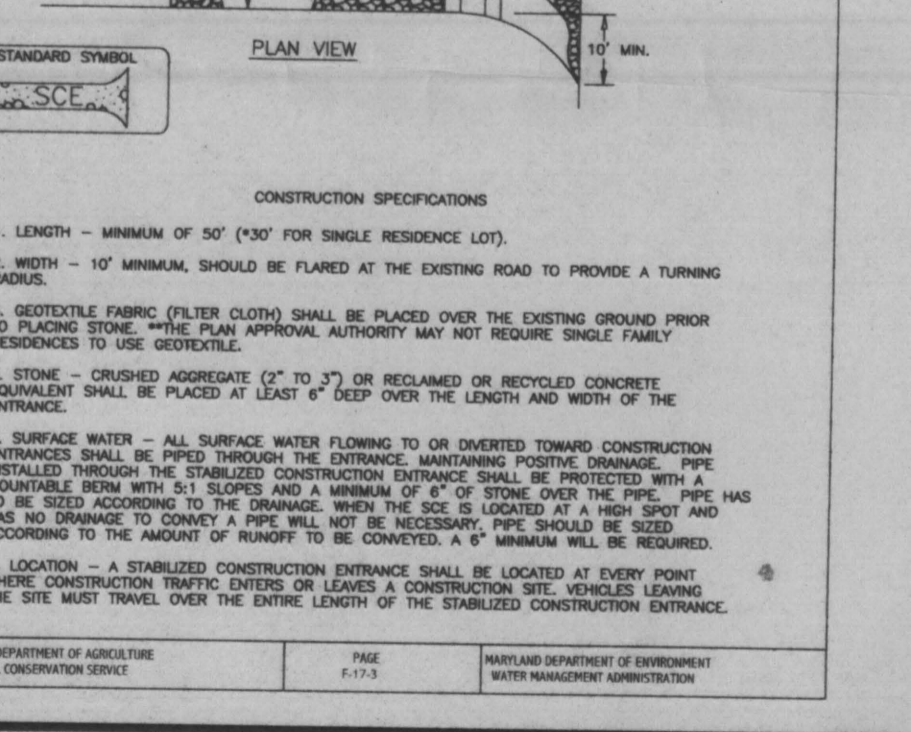 PLAN VIEW
10' MIN.
STANDARD SYMBOL
SCE
CONSTRUCTION SPECIFICATIONS
. LENGTH – MINIMUM OF 50' (*30' FOR SINGLE RESIDENCE LOT).
. WIDTH – 10' MINIMUM, SHOULD BE FLARED AT THE EXISTING ROAD TO PROVIDE A TURNING
RADIUS.
. GEOTEXTILE FABRIC (FILTER CLOTH) SHALL BE PLACED OVER THE EXISTING GROUND PRIOR
O PLACING STONE. **THE PLAN APPROVAL AUTHORITY MAY NOT REQUIRE SINGLE FAMILY
ESIDENCES TO USE GEOTEXTILE.
. STONE – CRUSHED AGGREGATE (2" TO 3") OR RECLAIMED OR RECYCLED CONCRETE
QUIVALENT SHALL BE PLACED AT LEAST 6" DEEP OVER THE LENGTH AND WIDTH OF THE
NTRANCE.
. SURFACE WATER – ALL SURFACE WATER FLOWING TO OR DIVERTED TOWARD CONSTRUCTION
NTRANCES SHALL BE PIPED THROUGH THE ENTRANCE. MAINTAINING POSITIVE DRAINAGE. PIPE
NSTALLED THROUGH THE STABILIZED CONSTRUCTION ENTRANCE SHALL BE PROTECTED WITH A
OUNTABLE BERM WITH 5:1 SLOPES AND A MINIMUM OF 6" OF STONE OVER THE PIPE. PIPE HAS
O BE SIZED ACCORDING TO THE DRAINAGE. WHEN THE SCE IS LOCATED AT A HIGH SPOT AND
AS NO DRAINAGE TO CONVEY A PIPE WILL NOT BE NECESSARY. PIPE SHOULD BE SIZED
CCORDING TO THE AMOUNT OF RUNOFF TO BE CONVEYED. A 6" MINIMUM WILL BE REQUIRED.
LOCATION – A STABILIZED CONSTRUCTION ENTRANCE SHALL BE LOCATED AT EVERY POINT
HERE CONSTRUCTION TRAFFIC ENTERS OR LEAVES A CONSTRUCTION SITE. VEHICLES LEAVING
HE SITE MUST TRAVEL OVER THE ENTIRE LENGTH OF THE STABILIZED CONSTRUCTION ENTRANCE.
DEPARTMENT OF AGRICULTURE
CONSERVATION SERVICE
PAGE
F-17-3
MARYLAND DEPARTMENT OF ENVIRONMENT
WATER MANAGEMENT ADMINISTRATION